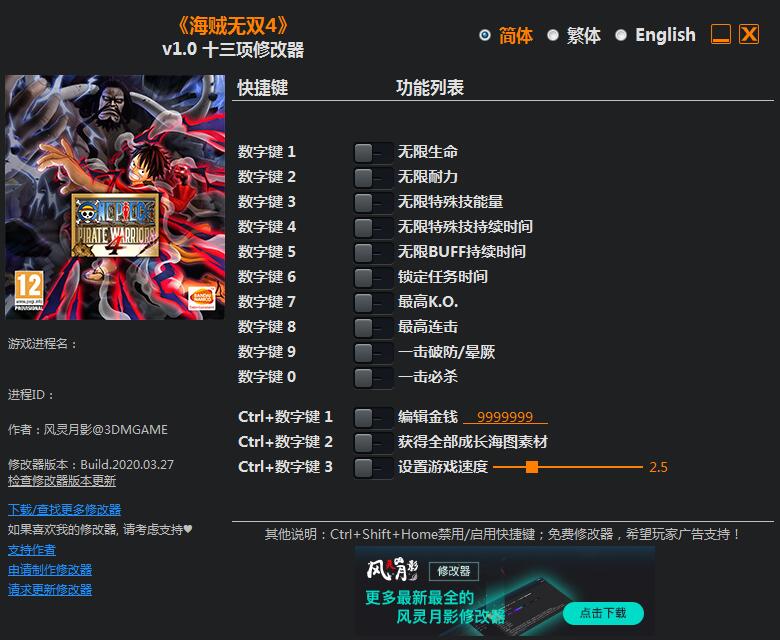 《海贼无双4》
v1.0 十三项修改器
简体 繁体 English
快捷键 功能列表
数字键 1 无限生命
数字键 2 无限耐力
数字键 3 无限特殊技能量
数字键 4 无限特殊技持续时间
数字键 5 无限BUFF持续时间
数字键 6 锁定任务时间
数字键 7 最高K.O.
数字键 8 最高连击
数字键 9 一击破防/晕厥
数字键 0 一击必杀
Ctrl+数字键 1 编辑金钱 9999999
Ctrl+数字键 2 获得全部成长海图素材
Ctrl+数字键 3 设置游戏速度 2.5
ONE PIECE
PIRATE WARRIORS
4
12
www.pegi.info
PROVISIONAL
BANDAI
NAMCO
游戏进程名：
进程ID：
作者：风灵月影@3DMGAME
修改器版本：Build.2020.03.27
检查修改器版本更新
下载/查找更多修改器
如果喜欢我的修改器, 请考虑支持♥
支持作者
申请制作修改器
请求更新修改器
其他说明：Ctrl+Shift+Home禁用/启用快捷键；免费修改器，希望玩家广告支持！
风灵月影 修改器
更多最新最全的
风灵月影修改器
点击下载